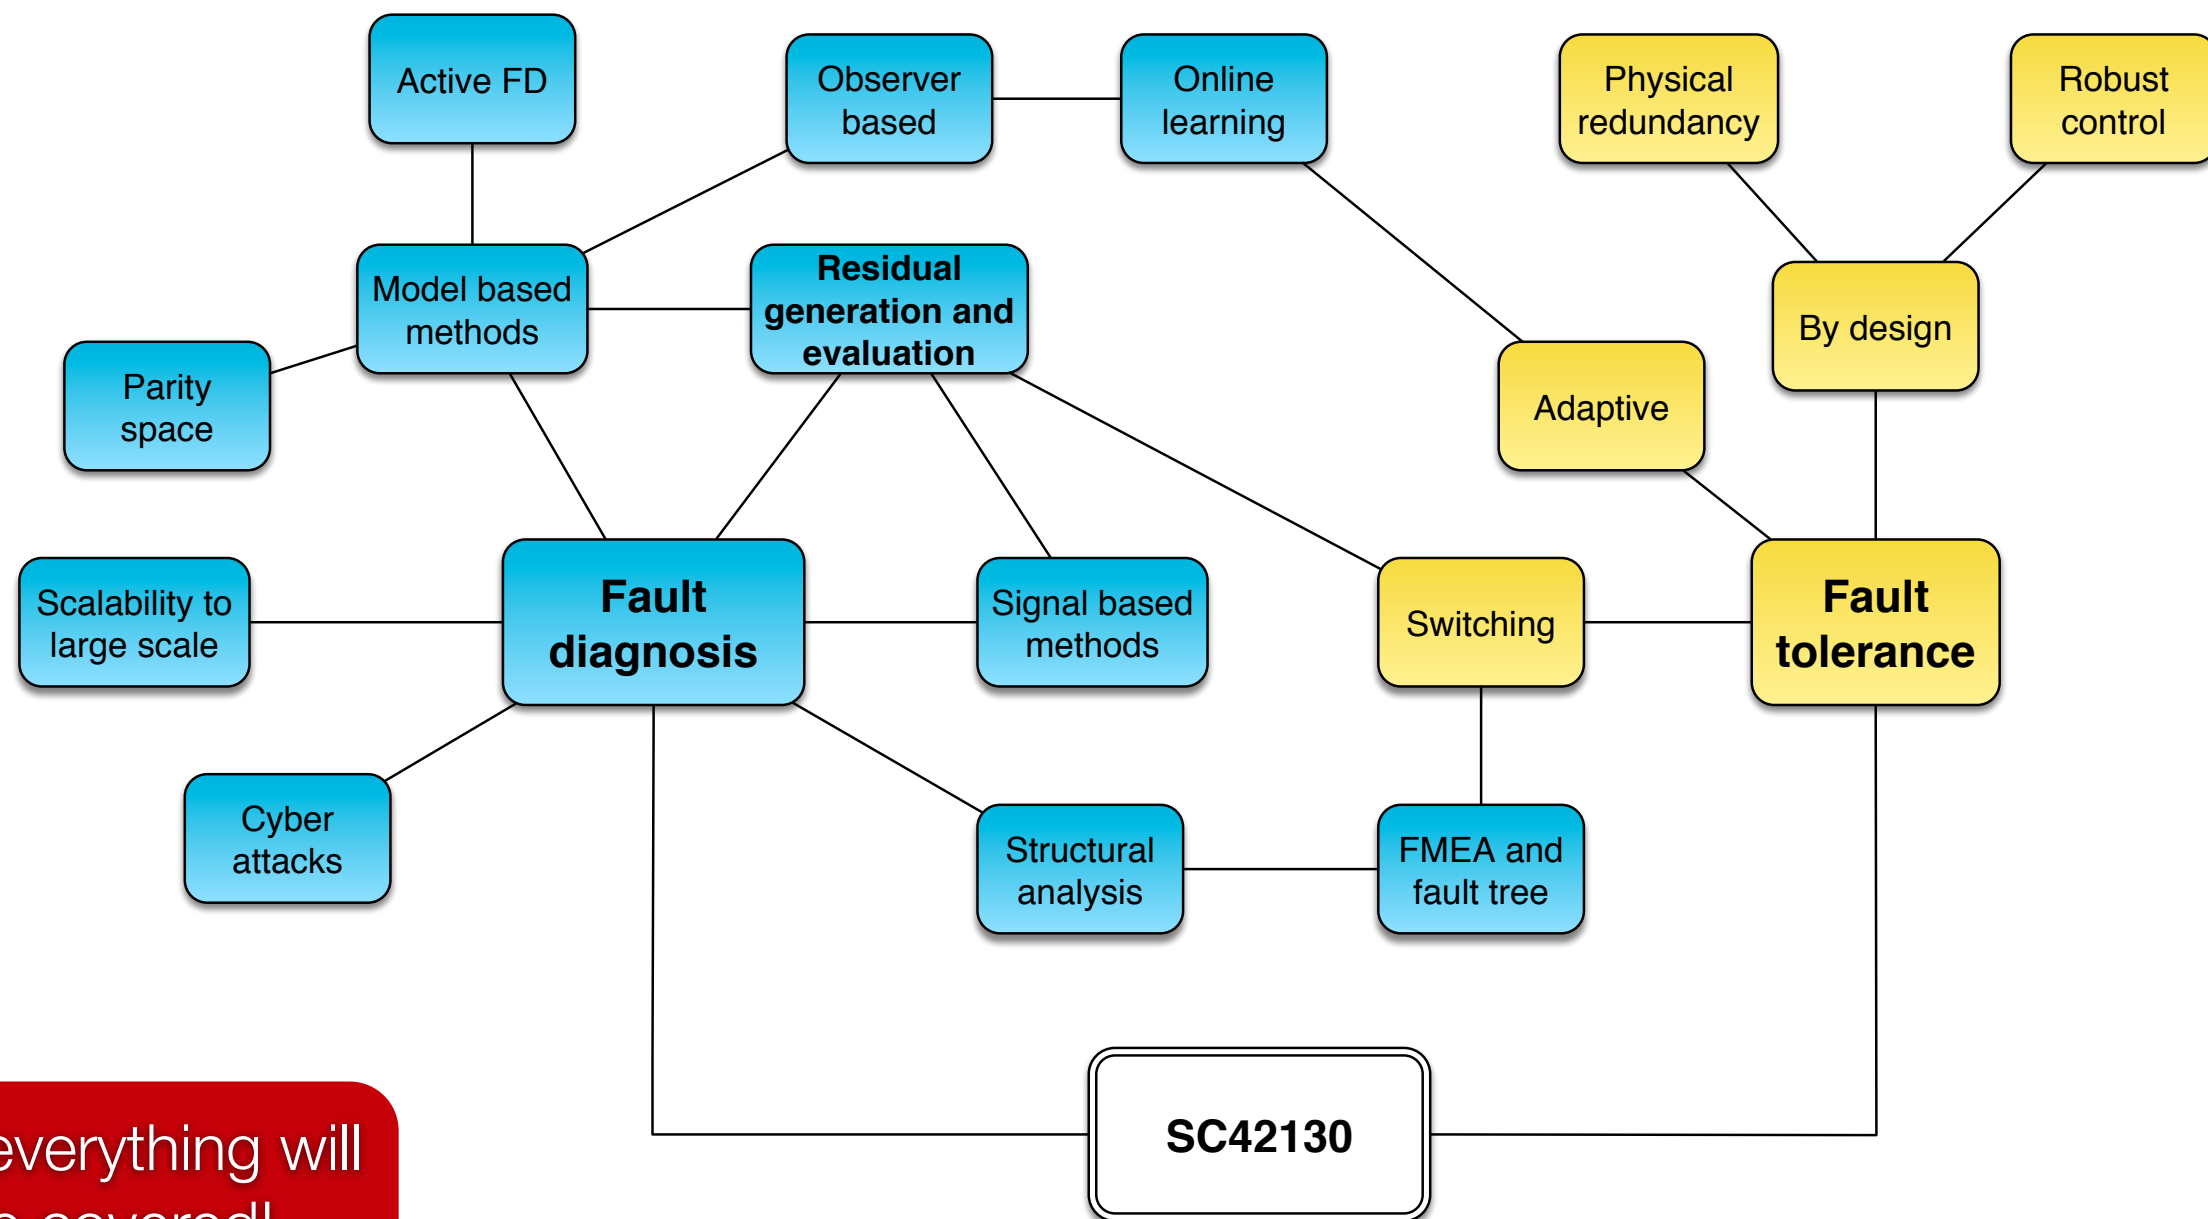 Active FD
Observer
based
Online
learning
Physical
redundancy
Robust
control
Model based
methods
Residual
generation and
evaluation
By design
Parity
space
Adaptive
Scalability to
large scale
Fault
diagnosis
Signal based
methods
Switching
Fault
tolerance
Cyber
attacks
Structural
analysis
FMEA and
fault tree
SC42130
everything will
covered!